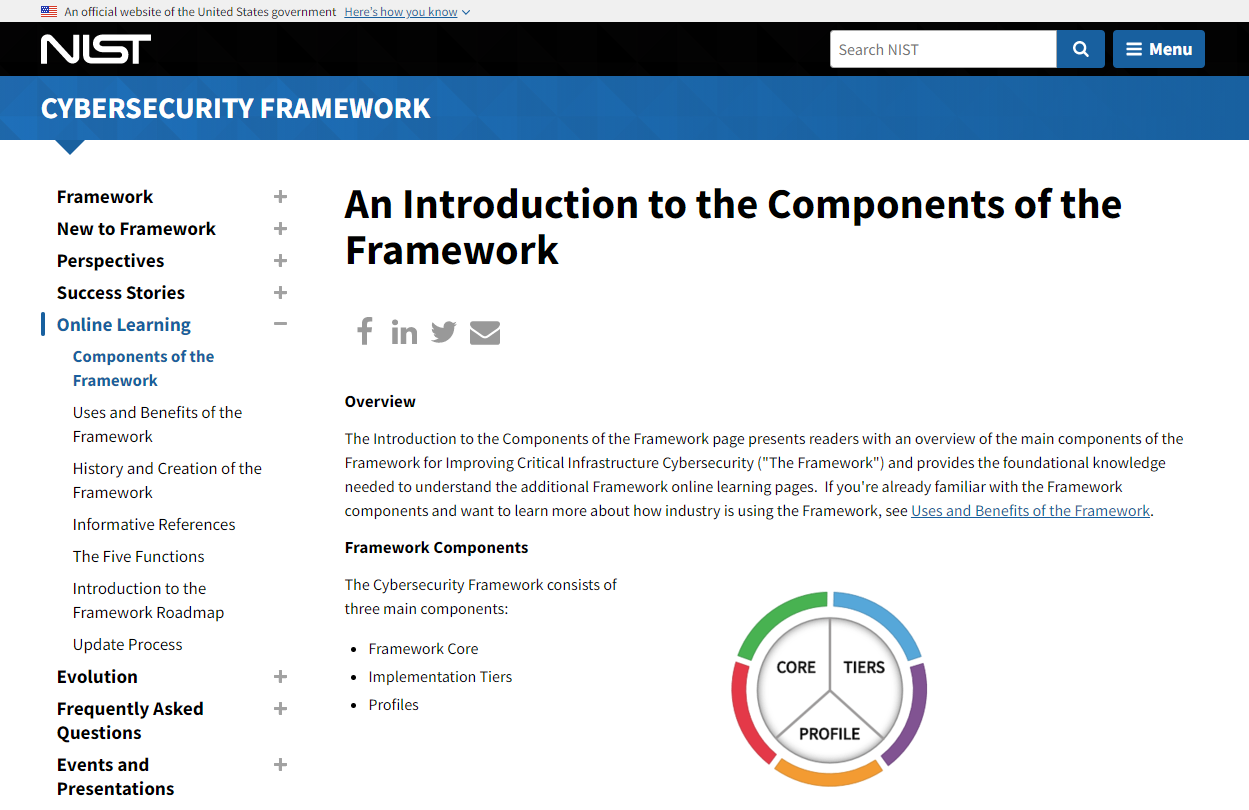 An official website of the United States government Here's how you know
NIST
Search NIST
Menu
CYBERSECURITY FRAMEWORK
Framework
New to Framework
Perspectives
Success Stories
Online Learning
Components of the
Framework
Uses and Benefits of the
Framework
History and Creation of the
Framework
Informative References
The Five Functions
Introduction to the
Framework Roadmap
Update Process
Evolution
Frequently Asked
Questions
Events and
Presentations
An Introduction to the Components of the
Framework
Overview
The Introduction to the Components of the Framework page presents readers with an overview of the main components of the
Framework for Improving Critical Infrastructure Cybersecurity ("The Framework") and provides the foundational knowledge
needed to understand the additional Framework online learning pages.  If you're already familiar with the Framework
components and want to learn more about how industry is using the Framework, see Uses and Benefits of the Framework.
Framework Components
The Cybersecurity Framework consists of
three main components:
Framework Core
Implementation Tiers
Profiles
CORE
TIERS
PROFILE